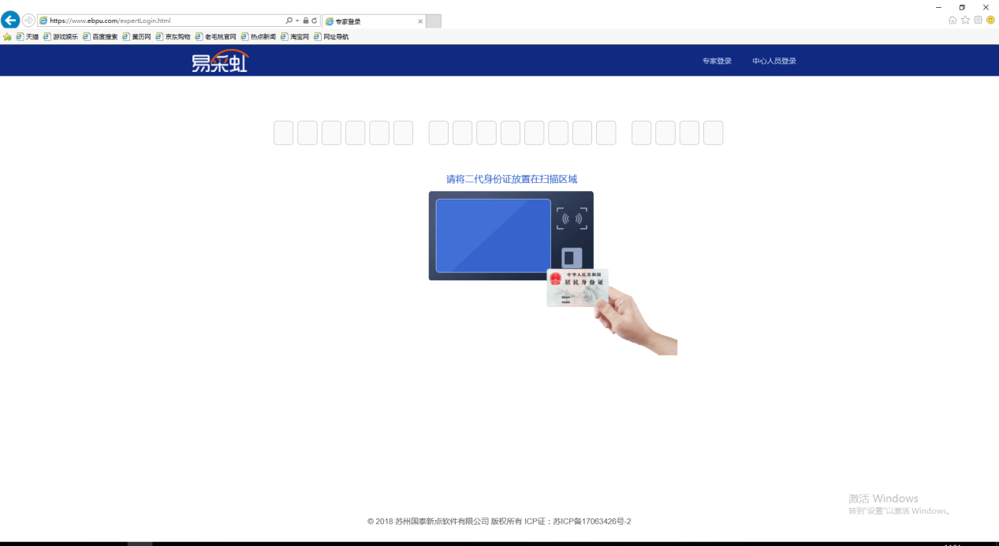 https://www.ebpu.com/expertLogin.html
专家登录
天猫 游戏娱乐 百度搜索 黄历网 京东购物 老毛桃官网 热点新闻 淘宝网 网址导航
易采虹
专家登录 中心人员登录
请将二代身份证放置在扫描区域
中华人民共和国
居民身份证
激活 Windows
转到"设置"以激活 Windows。
© 2018 苏州国泰新点软件有限公司 版权所有 ICP证：苏ICP备17063426号-2